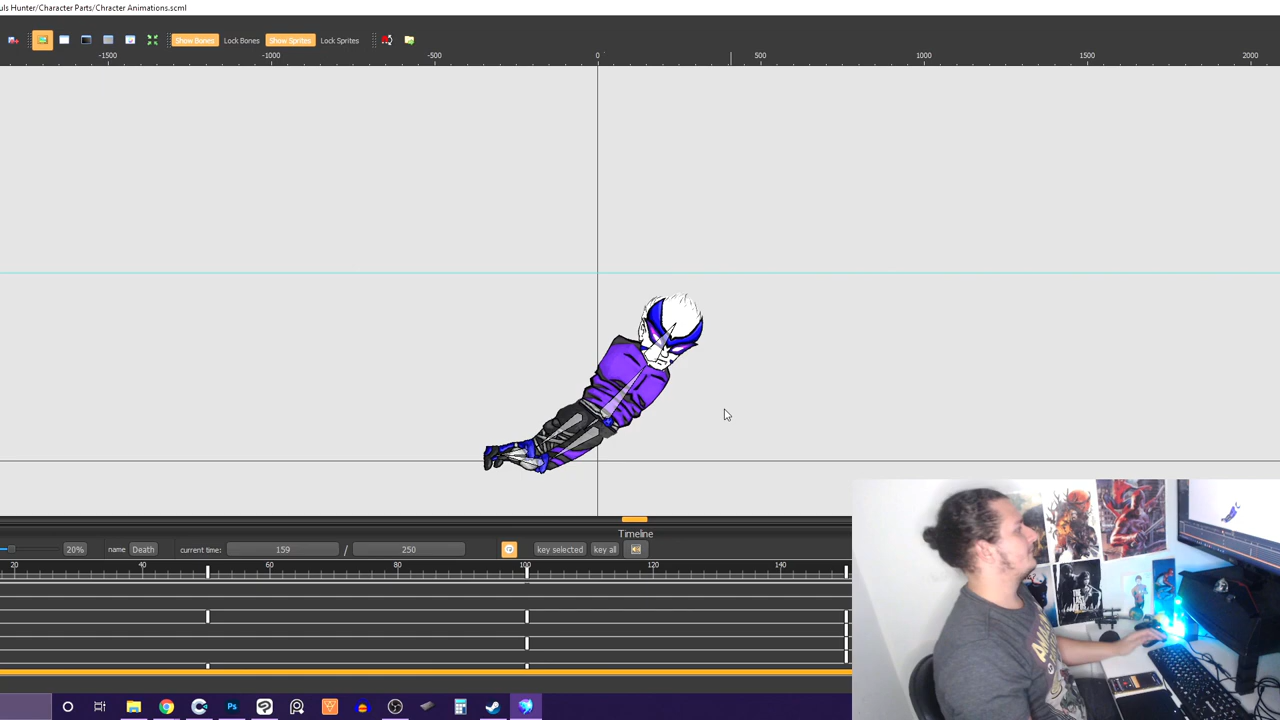 uls Hunter/Character Parts/Chracter Animations.scml
Show Bones Lock Bones Show Sprites Lock Sprites
-1500 -1000 -500 0 500 1000 1500 2000
Timeline
20% name Death current time: 159 / 250 key selected key all
20 40 60 80 100 120 140
Ps